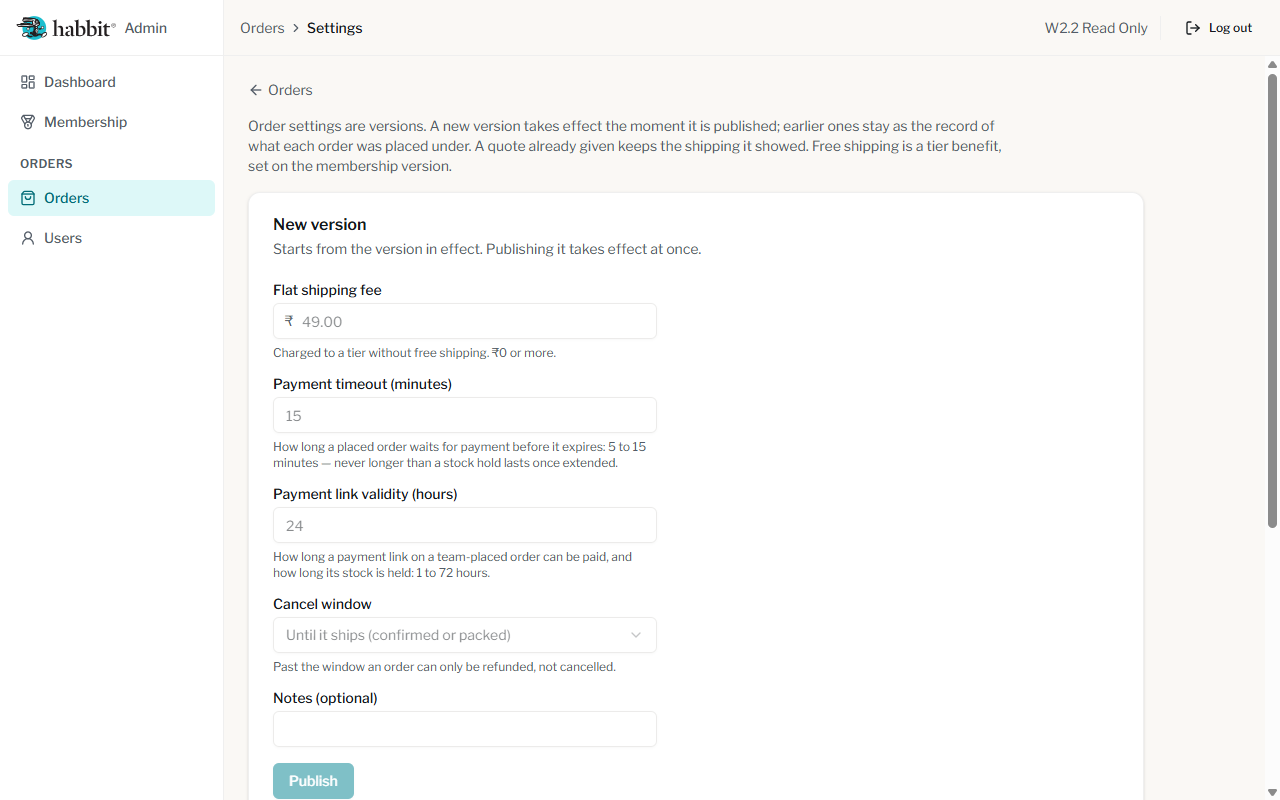 habbit® Admin
Orders > Settings
W2.2 Read Only
Log out
Dashboard
Membership
ORDERS
Orders
Users
← Orders
Order settings are versions. A new version takes effect the moment it is published; earlier ones stay as the record of
what each order was placed under. A quote already given keeps the shipping it showed. Free shipping is a tier benefit,
set on the membership version.
New version
Starts from the version in effect. Publishing it takes effect at once.
Flat shipping fee
₹ 49.00
Charged to a tier without free shipping. ₹0 or more.
Payment timeout (minutes)
15
How long a placed order waits for payment before it expires: 5 to 15
minutes — never longer than a stock hold lasts once extended.
Payment link validity (hours)
24
How long a payment link on a team-placed order can be paid, and
how long its stock is held: 1 to 72 hours.
Cancel window
Until it ships (confirmed or packed)
Past the window an order can only be refunded, not cancelled.
Notes (optional)
Publish